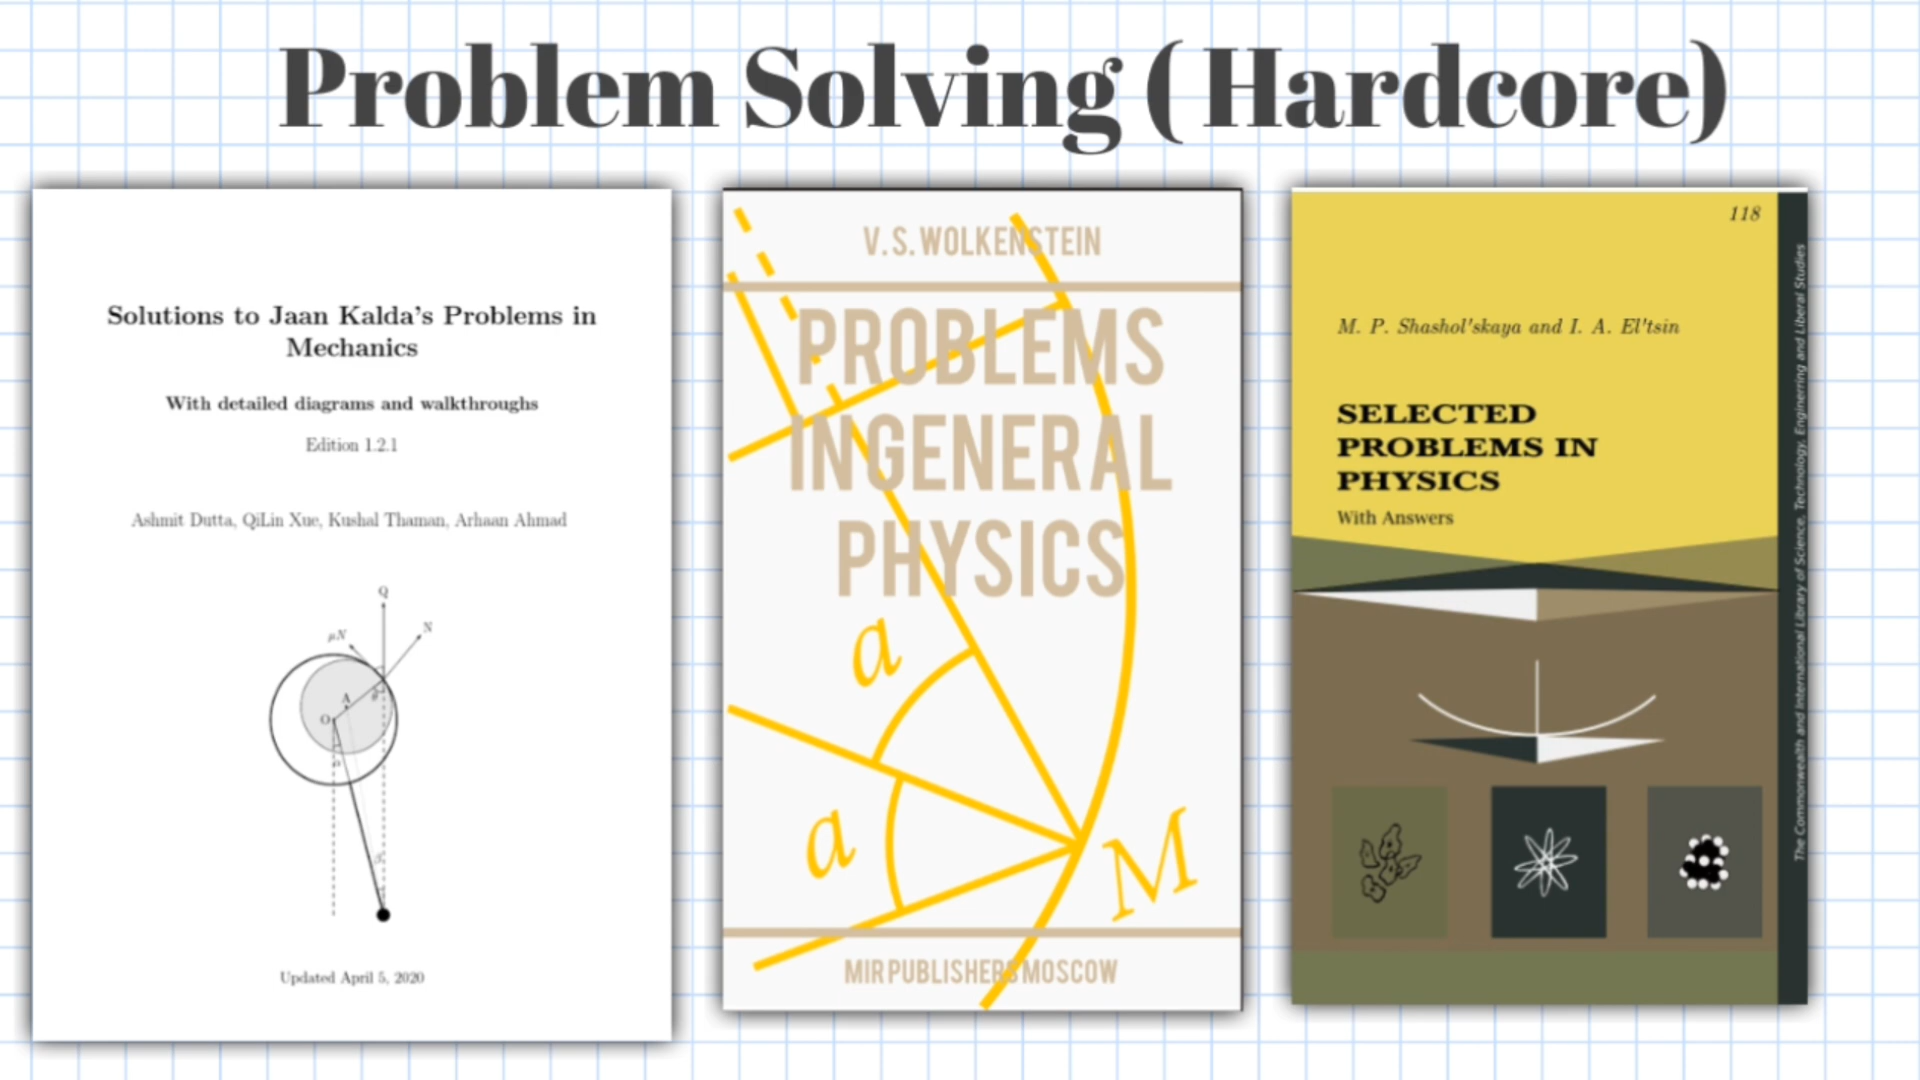 Problem Solving (Hardcore)
Solutions to Jaan Kalda's Problems in
Mechanics
With detailed diagrams and walkthroughs
Edition 1.2.1
Ashmit Dutta, QiLin Xue, Kushal Thaman, Arhaan Ahmad
Q
μN
N
θ
A
O
α
β
Updated April 5, 2020
V. S. WOLKENSTEIN
PROBLEMS
IN GENERAL
PHYSICS
a
a
M
MIR PUBLISHERS MOSCOW
118
M. P. Shashol'skaya and I. A. El'tsin
SELECTED
PROBLEMS IN
PHYSICS
With Answers
The Commonwealth and International Library of Science, Technology, Enginerring and Liberal Studies